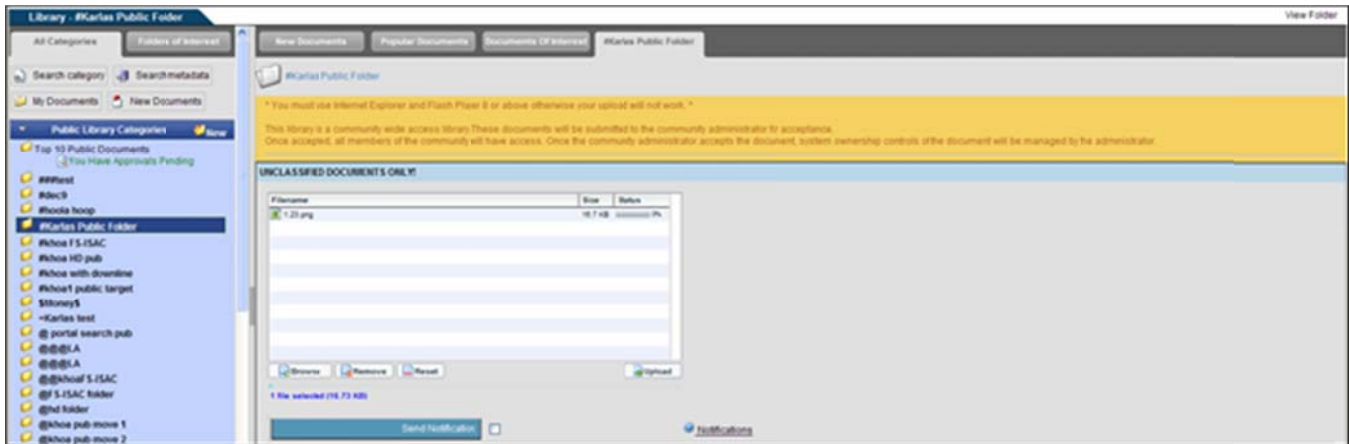 Library - #Karlas Public Folder
View Folder
All Categories
Folders of Interest
New Documents
Popular Documents
Documents Of Interest
#Karlas Public Folder
Search category
Search metadata
My Documents
New Documents
Public Library Categories
New
Top 10 Public Documents
You Have Approvals Pending
###test
#dec9
#hoola hoop
#Karlas Public Folder
#khoa FS-ISAC
#khoa HD pub
#khoa with downline
#khoa1 public target
$Money$
~Karlas test
@ portal search pub
@@@LA
@@@LA
@@khoaFS-ISAC
@FS-ISAC folder
@hd folder
@khoa pub move 1
@khoa pub move 2
#Karlas Public Folder
* You must use Internet Explorer and Flash Player 8 or above otherwise your upload will not work. *
This library is a community wide access library.These documents will be submitted to the community administrator for acceptance.
Once accepted, all members of the community will have access. Once the community administrator accepts the document, system ownership controls of the document will be managed by the administrator.
UNCLASSIFIED DOCUMENTS ONLY!
Filename
Size
Status
1.23.png
16.7 KB
0%
Browse
Remove
Reset
Upload
1 file selected (16.73 KB)
Send Notification
Notifications